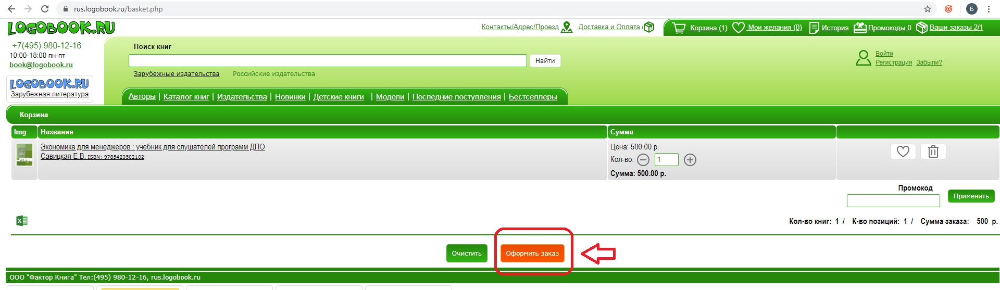 rus.logobook.ru/basket.php
Б
LOGOBOOK.RU
Контакты/Адрес/Проезд
Доставка и Оплата
Корзина (1)
Мои желания (0)
История
Промокоды 0
Ваши заказы 2/1
+7(495) 980-12-16
10:00-18:00 пн-пт
book@logobook.ru
Поиск книг
Найти
Войти
Регистрация Забыли?
Зарубежные издательства Российские издательства
LOGOBOOK.RU
Зарубежная литература
Авторы | Каталог книг | Издательства | Новинки | Детские книги | Модели | Последние поступления | Бестселлеры
Корзина
Img Название Сумма
Экономика для менеджеров : учебник для слушателей программ ДПО
Савицкая Е.В. ISBN: 9785423502102
Цена: 500.00 р.
Кол-во: 1
Сумма: 500.00 р.
Промокод
Применить
Кол-во книг: 1 / К-во позиций: 1 / Сумма заказа: 500 р.
Очистить
Оформить заказ
ООО "Фактор Книга" Тел:(495) 980-12-16, rus.logobook.ru